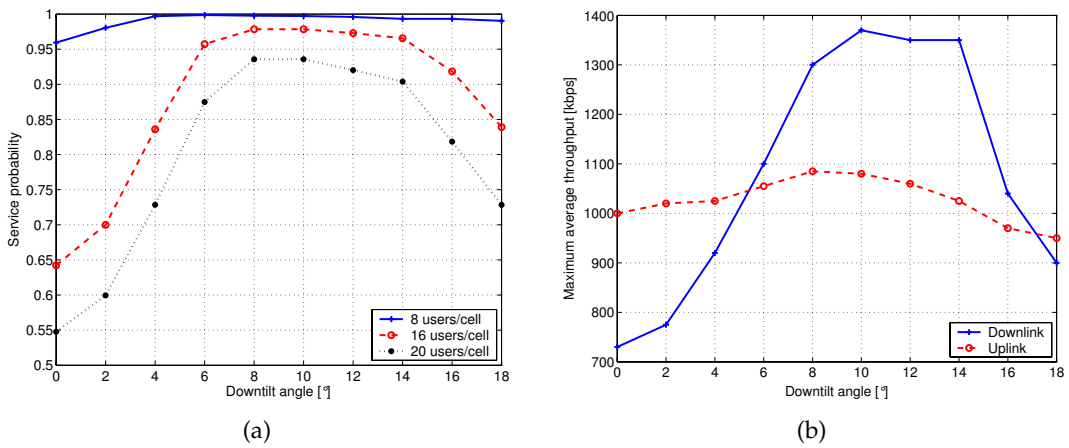 1
0.95
0.9
0.85
0.8
0.75
0.7
0.65
0.6
0.55
0.5
Service probability
0 2 4 6 8 10 12 14 16 18
Downtilt angle [°]
8 users/cell
16 users/cell
20 users/cell
(a)
1400
1300
1200
1100
1000
900
800
700
Maximum average throughput [kbps]
0 2 4 6 8 10 12 14 16 18
Downtilt angle [°]
Downlink
Uplink
(b)